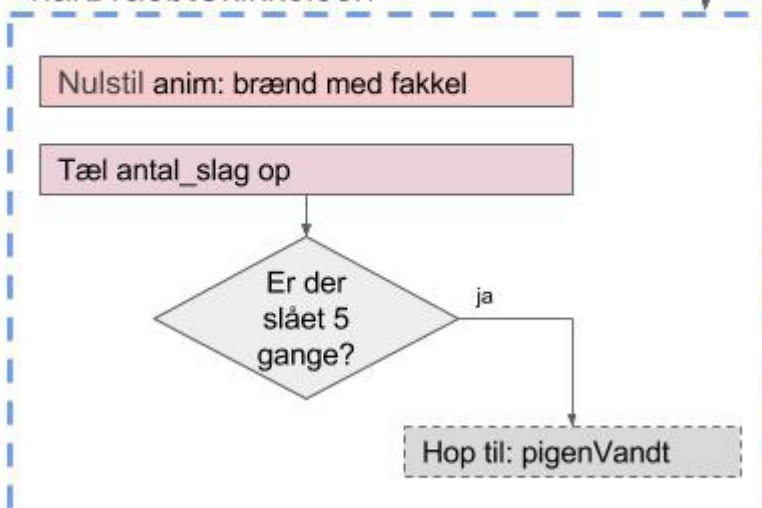 Nulstil anim: brænd med fakkel
Tæl antal_slag op
Er der
slået 5
gange?
ja
Hop til: pigenVandt